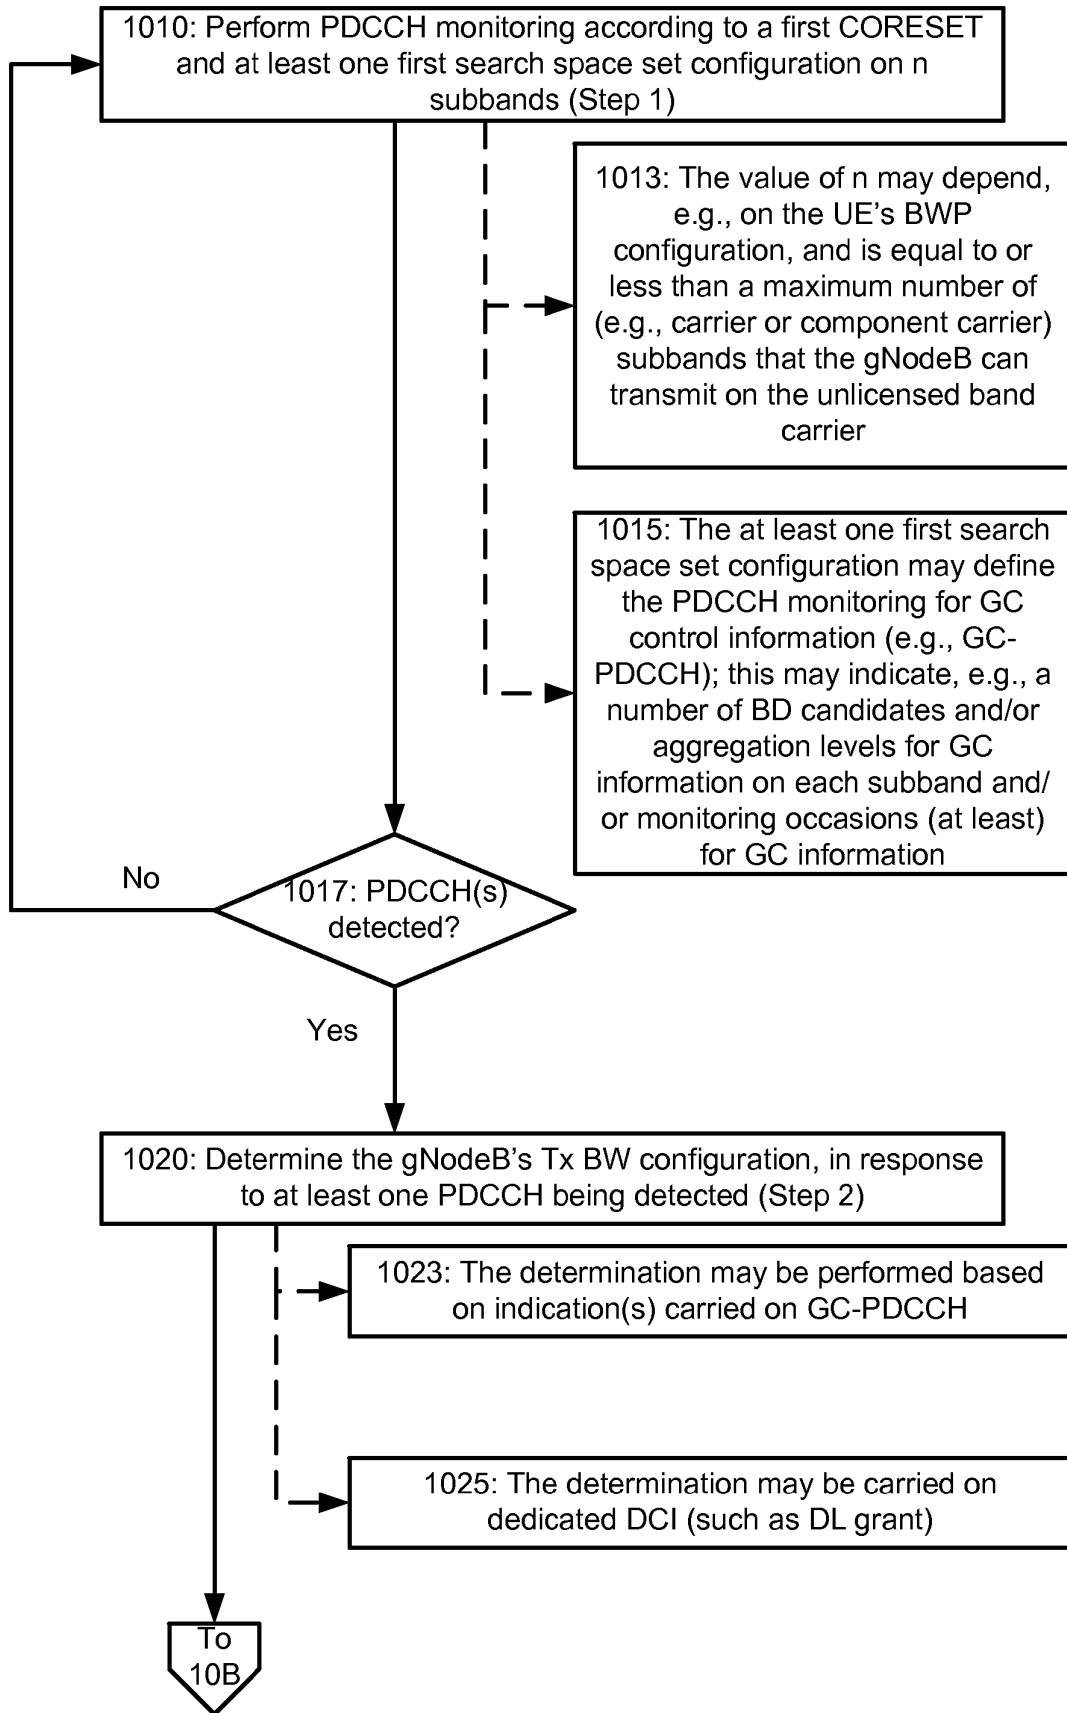 1010: Perform PDCCH monitoring according to a first CORESET
and at least one first search space set configuration on n
subbands (Step 1)
1013: The value of n may depend,
e.g., on the UE’s BWP
configuration, and is equal to or
less than a maximum number of
(e.g., carrier or component carrier)
subbands that the gNodeB can
transmit on the unlicensed band
carrier
1015: The at least one first search
space set configuration may define
the PDCCH monitoring for GC
control information (e.g., GC-
PDCCH); this may indicate, e.g., a
number of BD candidates and/or
aggregation levels for GC
information on each subband and/
or monitoring occasions (at least)
for GC information
No
1017: PDCCH(s)
detected?
Yes
1020: Determine the gNodeB’s Tx BW configuration, in response
to at least one PDCCH being detected (Step 2)
1023: The determination may be performed based
on indication(s) carried on GC-PDCCH
1025: The determination may be carried on
dedicated DCI (such as DL grant)
To
10B